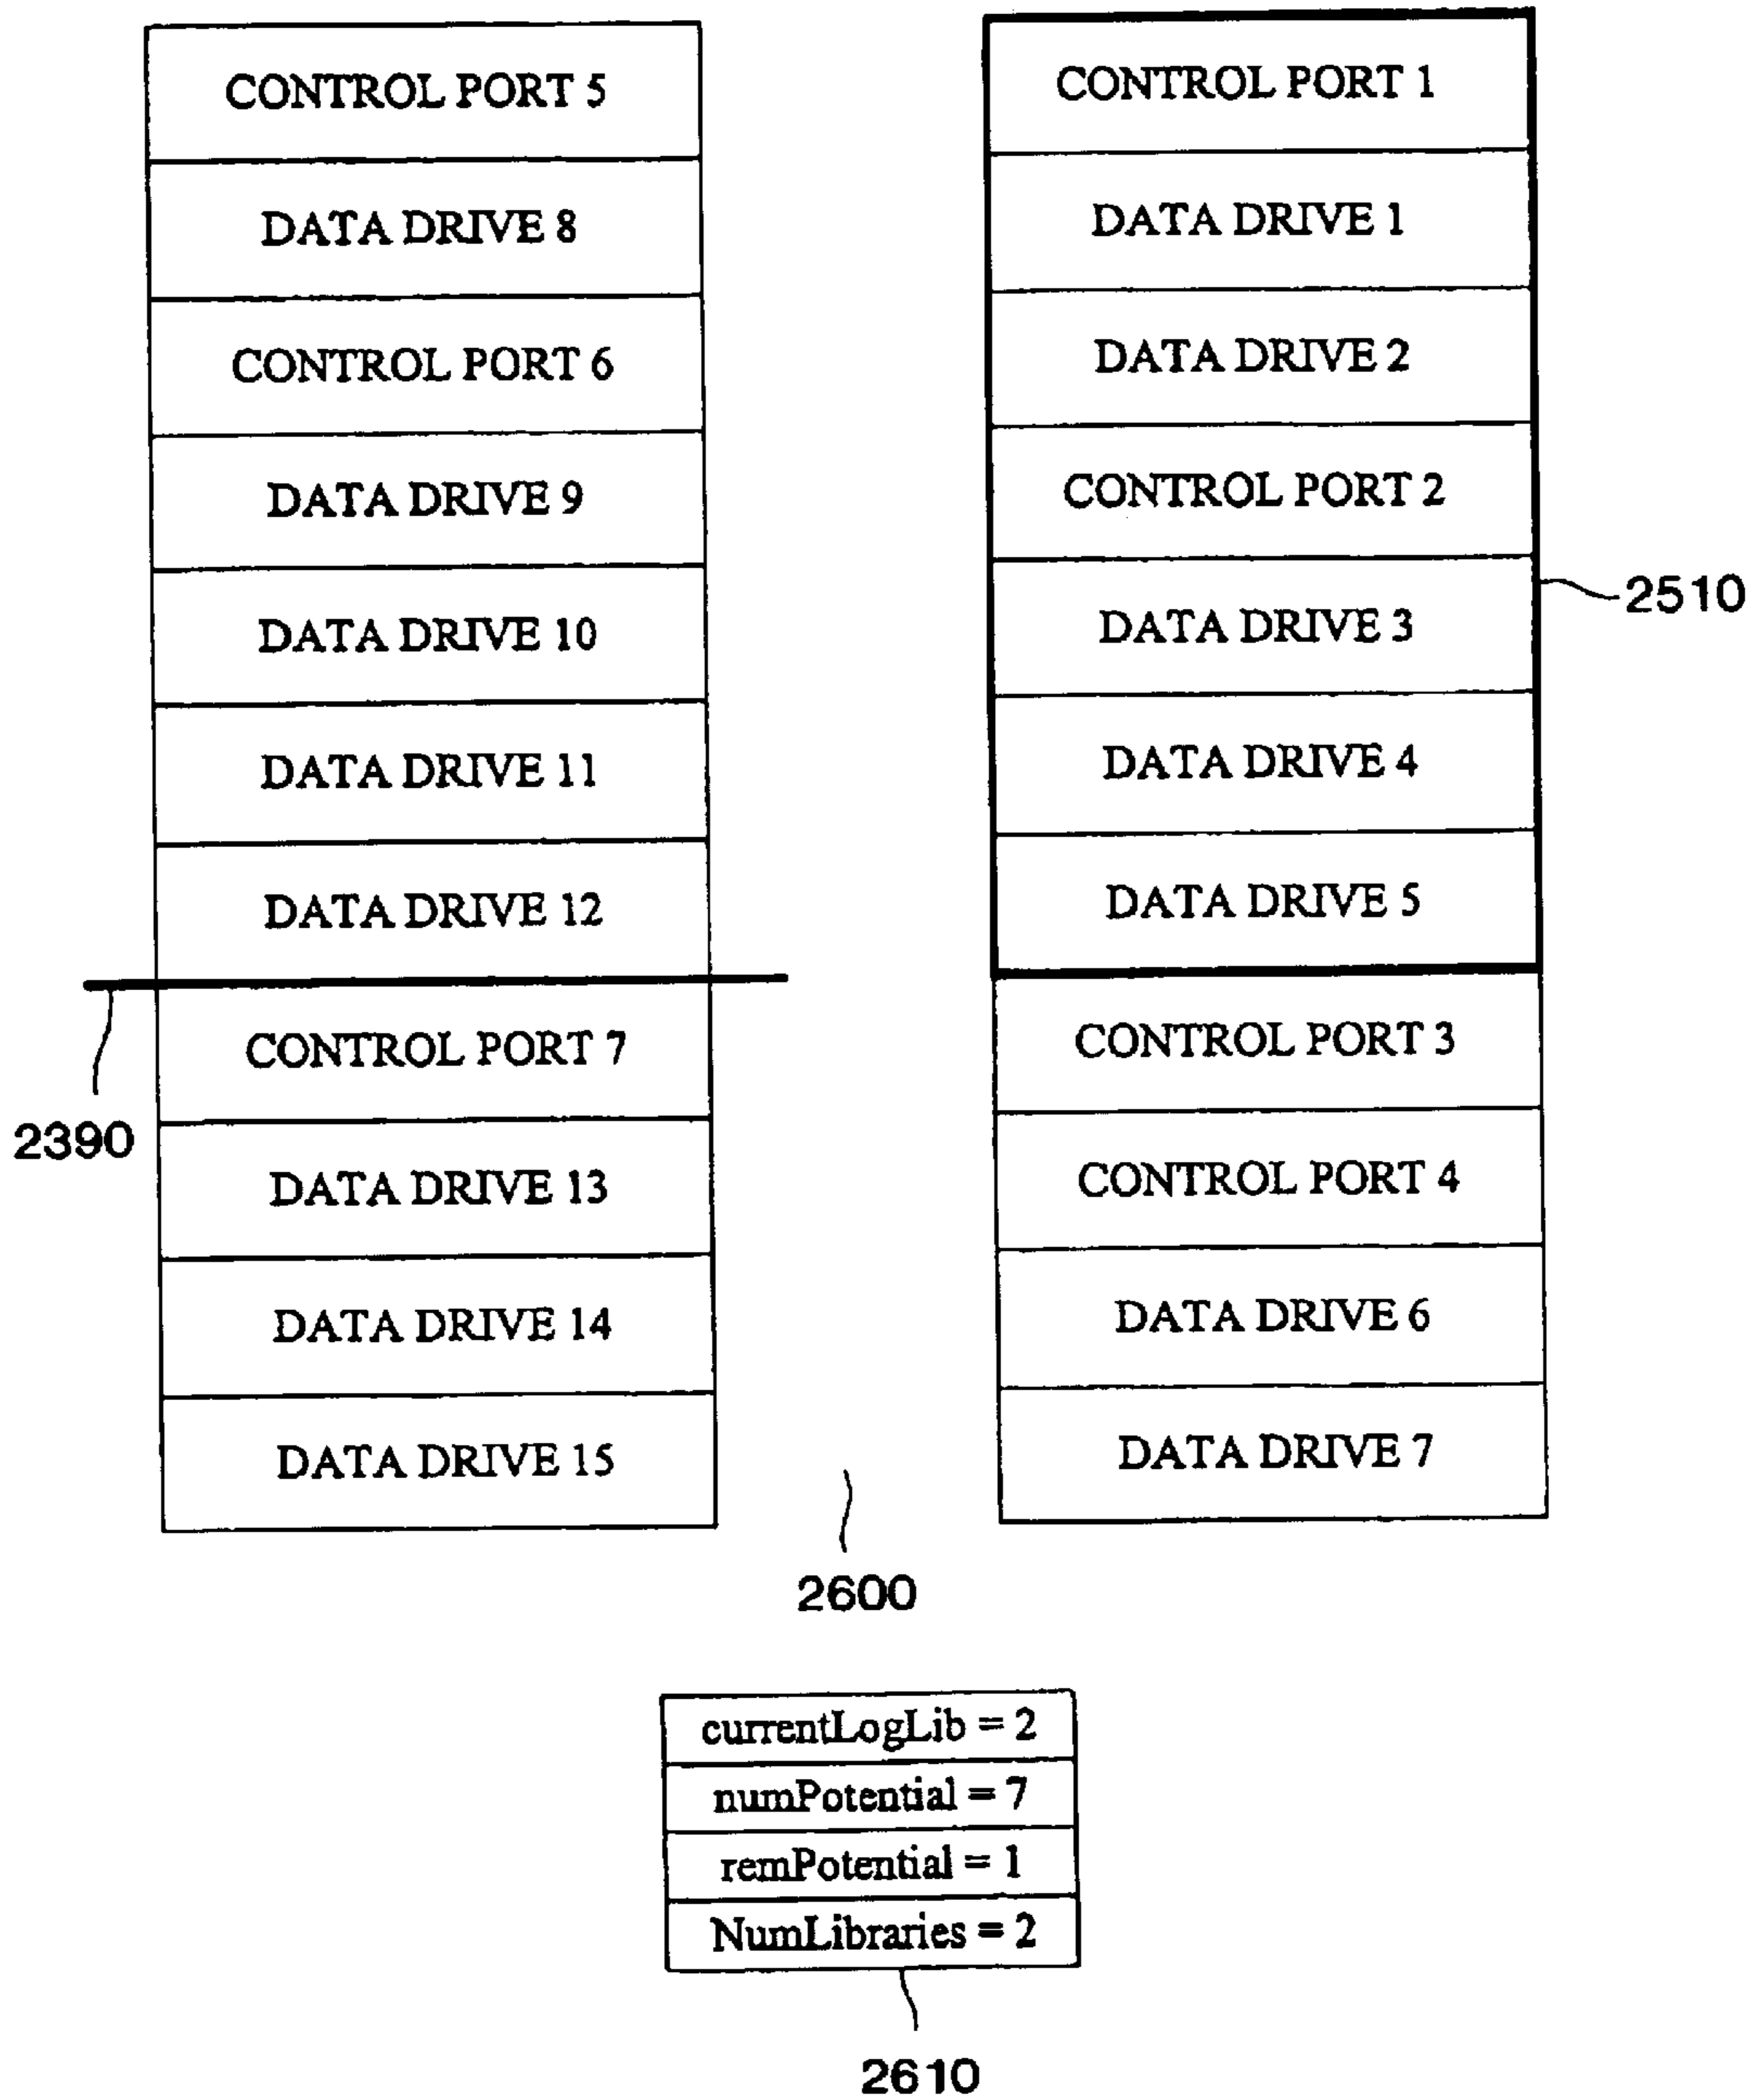 CONTROL PORT 5
DATA DRIVE 8
CONTROL PORT 6
DATA DRIVE 9
DATA DRIVE 10
DATA DRIVE 11
DATA DRIVE 12
CONTROL PORT 7
DATA DRIVE 13
DATA DRIVE 14
DATA DRIVE 15
2390
CONTROL PORT 1
DATA DRIVE 1
DATA DRIVE 2
CONTROL PORT 2
DATA DRIVE 3
DATA DRIVE 4
DATA DRIVE 5
CONTROL PORT 3
CONTROL PORT 4
DATA DRIVE 6
DATA DRIVE 7
2510
2600
currentLogLib = 2
numPotential = 7
remPotential = 1
NumLibraries = 2
2610